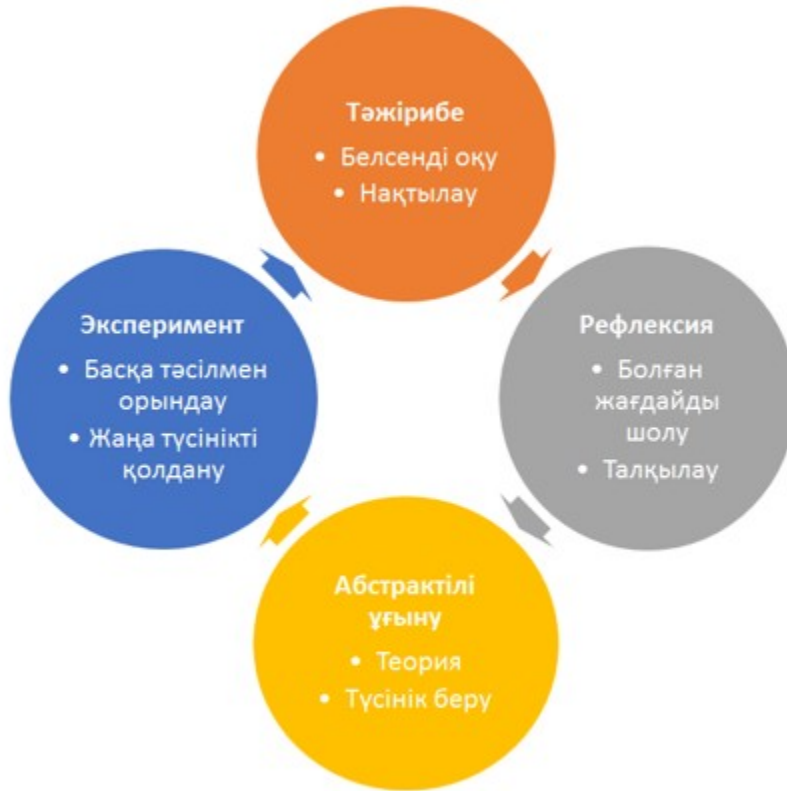 Тәжірибе
• Белсенді оқу
• Нақтылау
Рефлексия
• Болған
жағдайды
шолу
• Талқылау
Абстрактілі
ұғыну
• Теория
• Түсінік беру
Эксперимент
• Басқа тәсілмен
орындау
• Жаңа түсінікті
қолдану